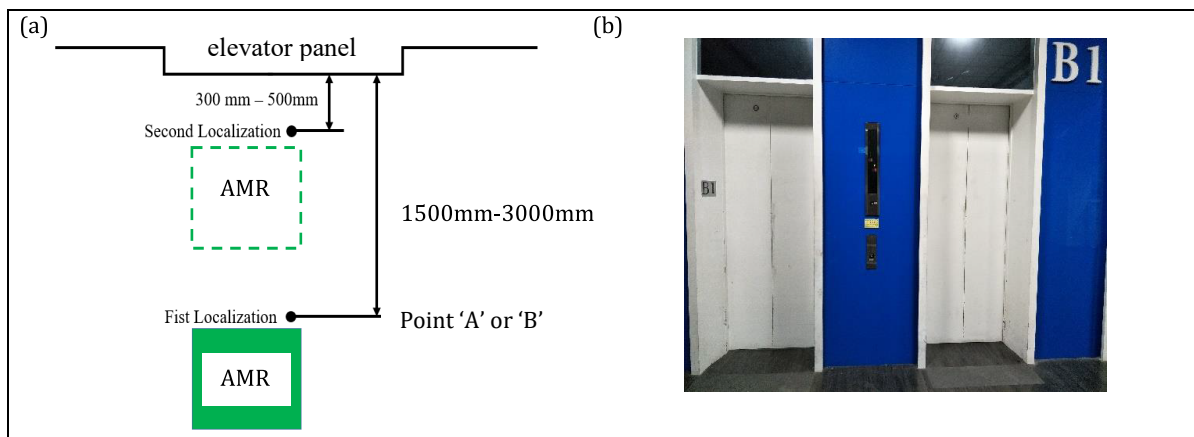 (a)
elevator panel
300 mm – 500mm
Second Localization
AMR
1500mm-3000mm
Fist Localization
Point ‘A’ or ‘B’
AMR
(b)
B1
B1